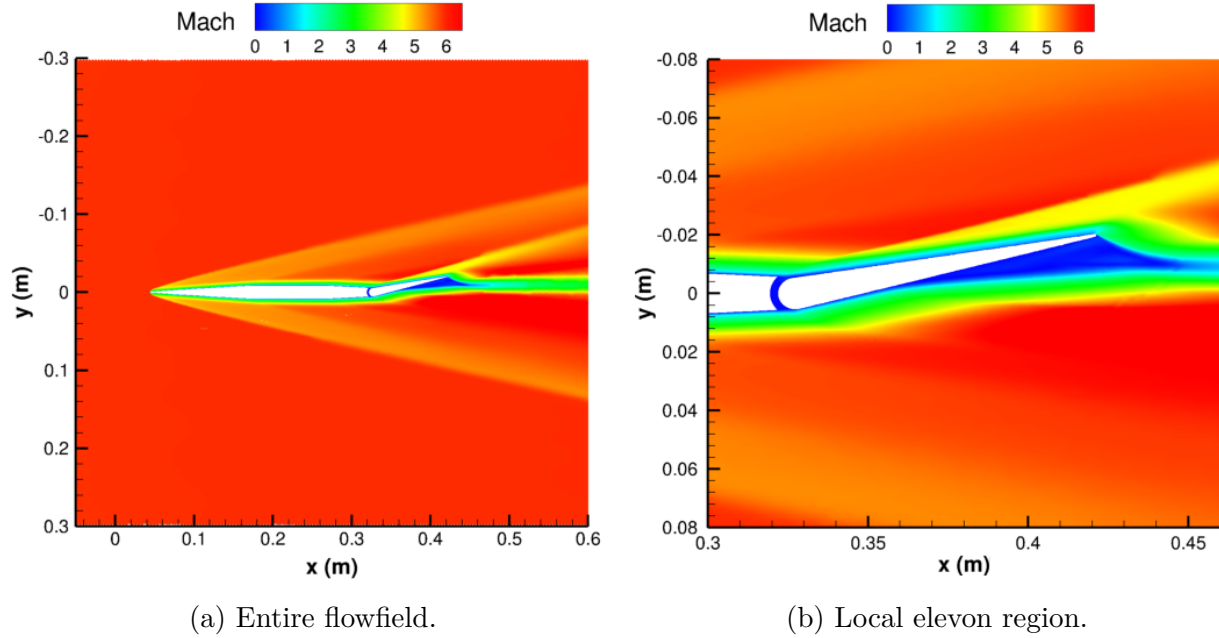 Mach 0 1 2 3 4 5 6
-0.3
-0.2
-0.1
0
0.1
0.2
0.3
y (m)
0 0.1 0.2 0.3 0.4 0.5 0.6
x (m)
(a) Entire flowfield.
Mach 0 1 2 3 4 5 6
-0.08
-0.06
-0.04
-0.02
0
0.02
0.04
0.06
0.08
y (m)
0.3 0.35 0.4 0.45
x (m)
(b) Local elevon region.